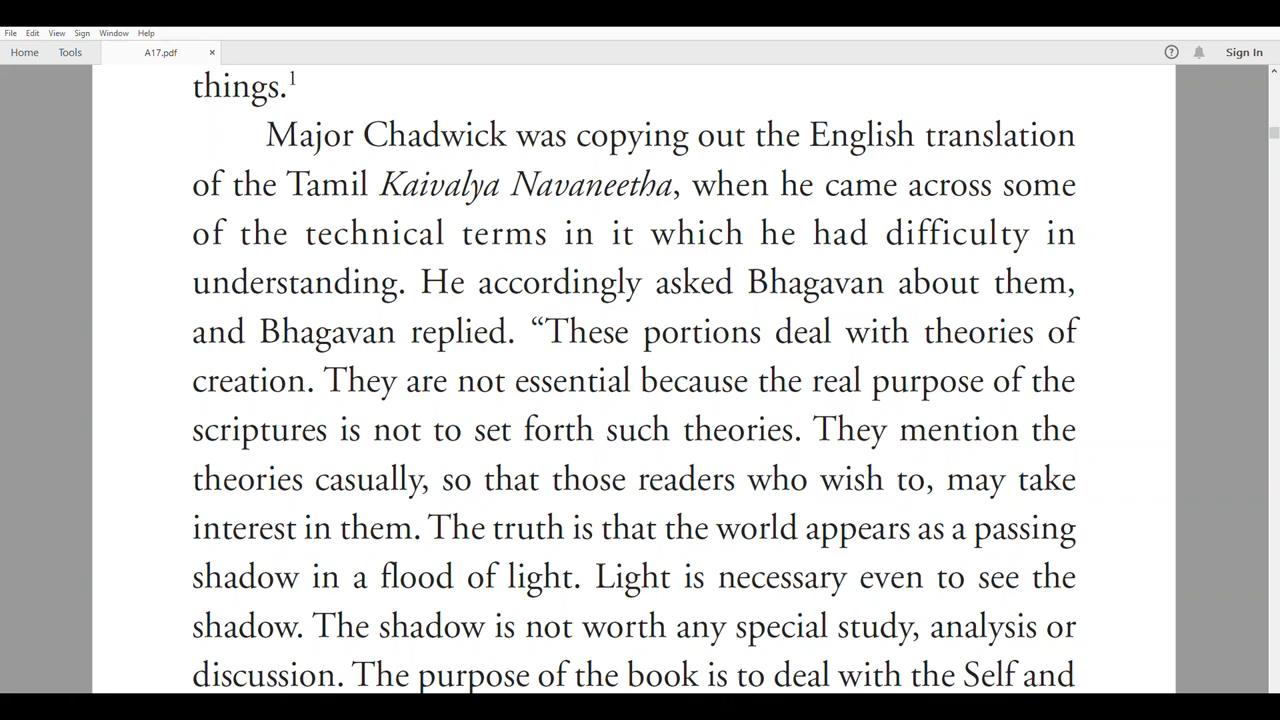 File Edit View Sign Window Help
Home Tools A17.pdf × ? Sign In
things.1
Major Chadwick was copying out the English translation
of the Tamil Kaivalya Navaneetha, when he came across some
of the technical terms in it which he had difficulty in
understanding. He accordingly asked Bhagavan about them,
and Bhagavan replied. “These portions deal with theories of
creation. They are not essential because the real purpose of the
scriptures is not to set forth such theories. They mention the
theories casually, so that those readers who wish to, may take
interest in them. The truth is that the world appears as a passing
shadow in a flood of light. Light is necessary even to see the
shadow. The shadow is not worth any special study, analysis or
discussion. The purpose of the book is to deal with the Self and